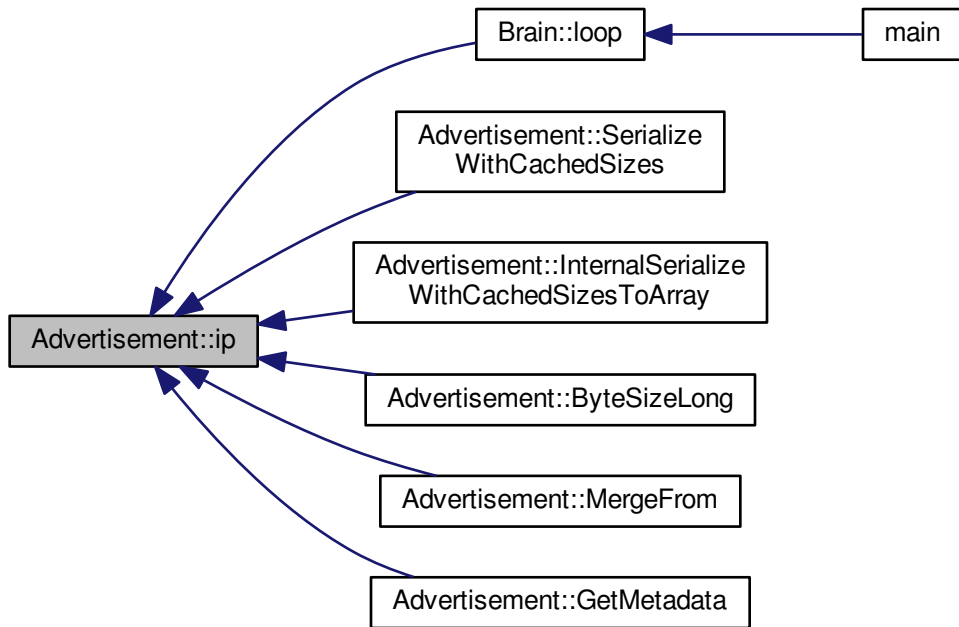 Brain::loop
main
Advertisement::Serialize
WithCachedSizes
Advertisement::InternalSerialize
WithCachedSizesToArray
Advertisement::ip
Advertisement::ByteSizeLong
Advertisement::MergeFrom
Advertisement::GetMetadata